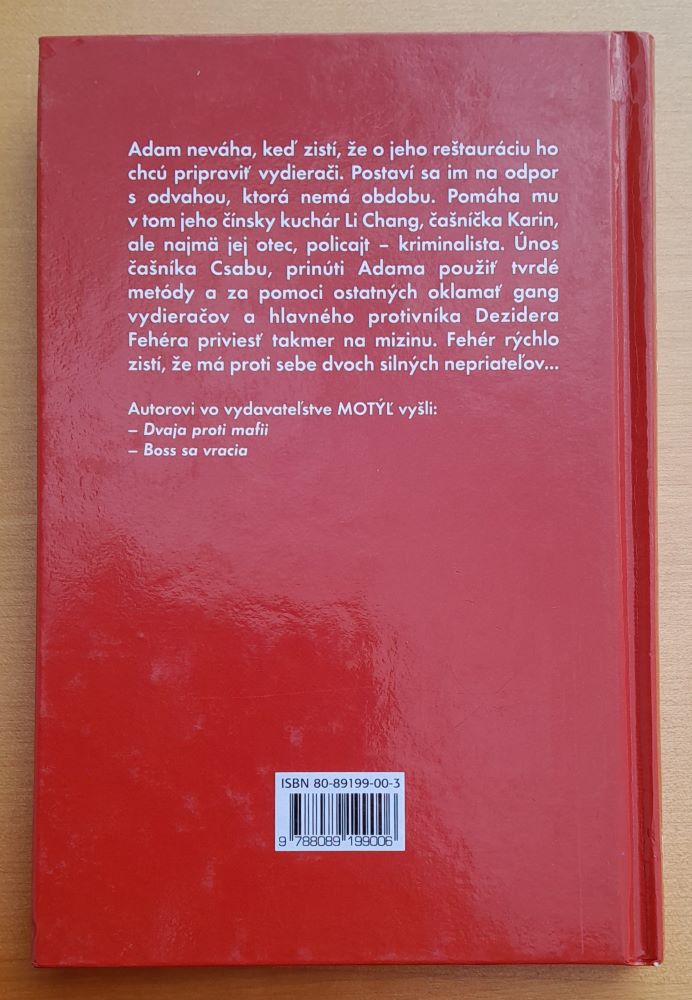 Adam neváha, keď zistí, že o jeho reštauráciu ho
chcú pripraviť vydierači. Postaví sa im na odpor
s odvahou, ktorá nemá obdobu. Pomáha mu
v tom jeho čínsky kuchár Li Chang, čašníčka Karin,
ale najmä jej otec, policajt – kriminalista. Únos
čašníka Csabu, prinúti Adama použiť tvrdé
metódy a za pomoci ostatných oklamať gang
vydieračov a hlavného protivníka Dezidera
Fehéra priviesť takmer na mizinu. Fehér rýchlo
zistí, že má proti sebe dvoch silných nepriateľov...
Autorovi vo vydavateľstve MOTÝĽ vyšli:
– Dvaja proti mafii
– Boss sa vracia
ISBN 80-89199-00-3
9 788089 199006